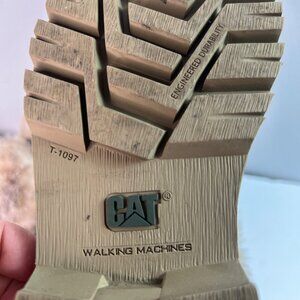 ENGINEERED DURABILITY
T-1097
CAT®
WALKING MACHINES